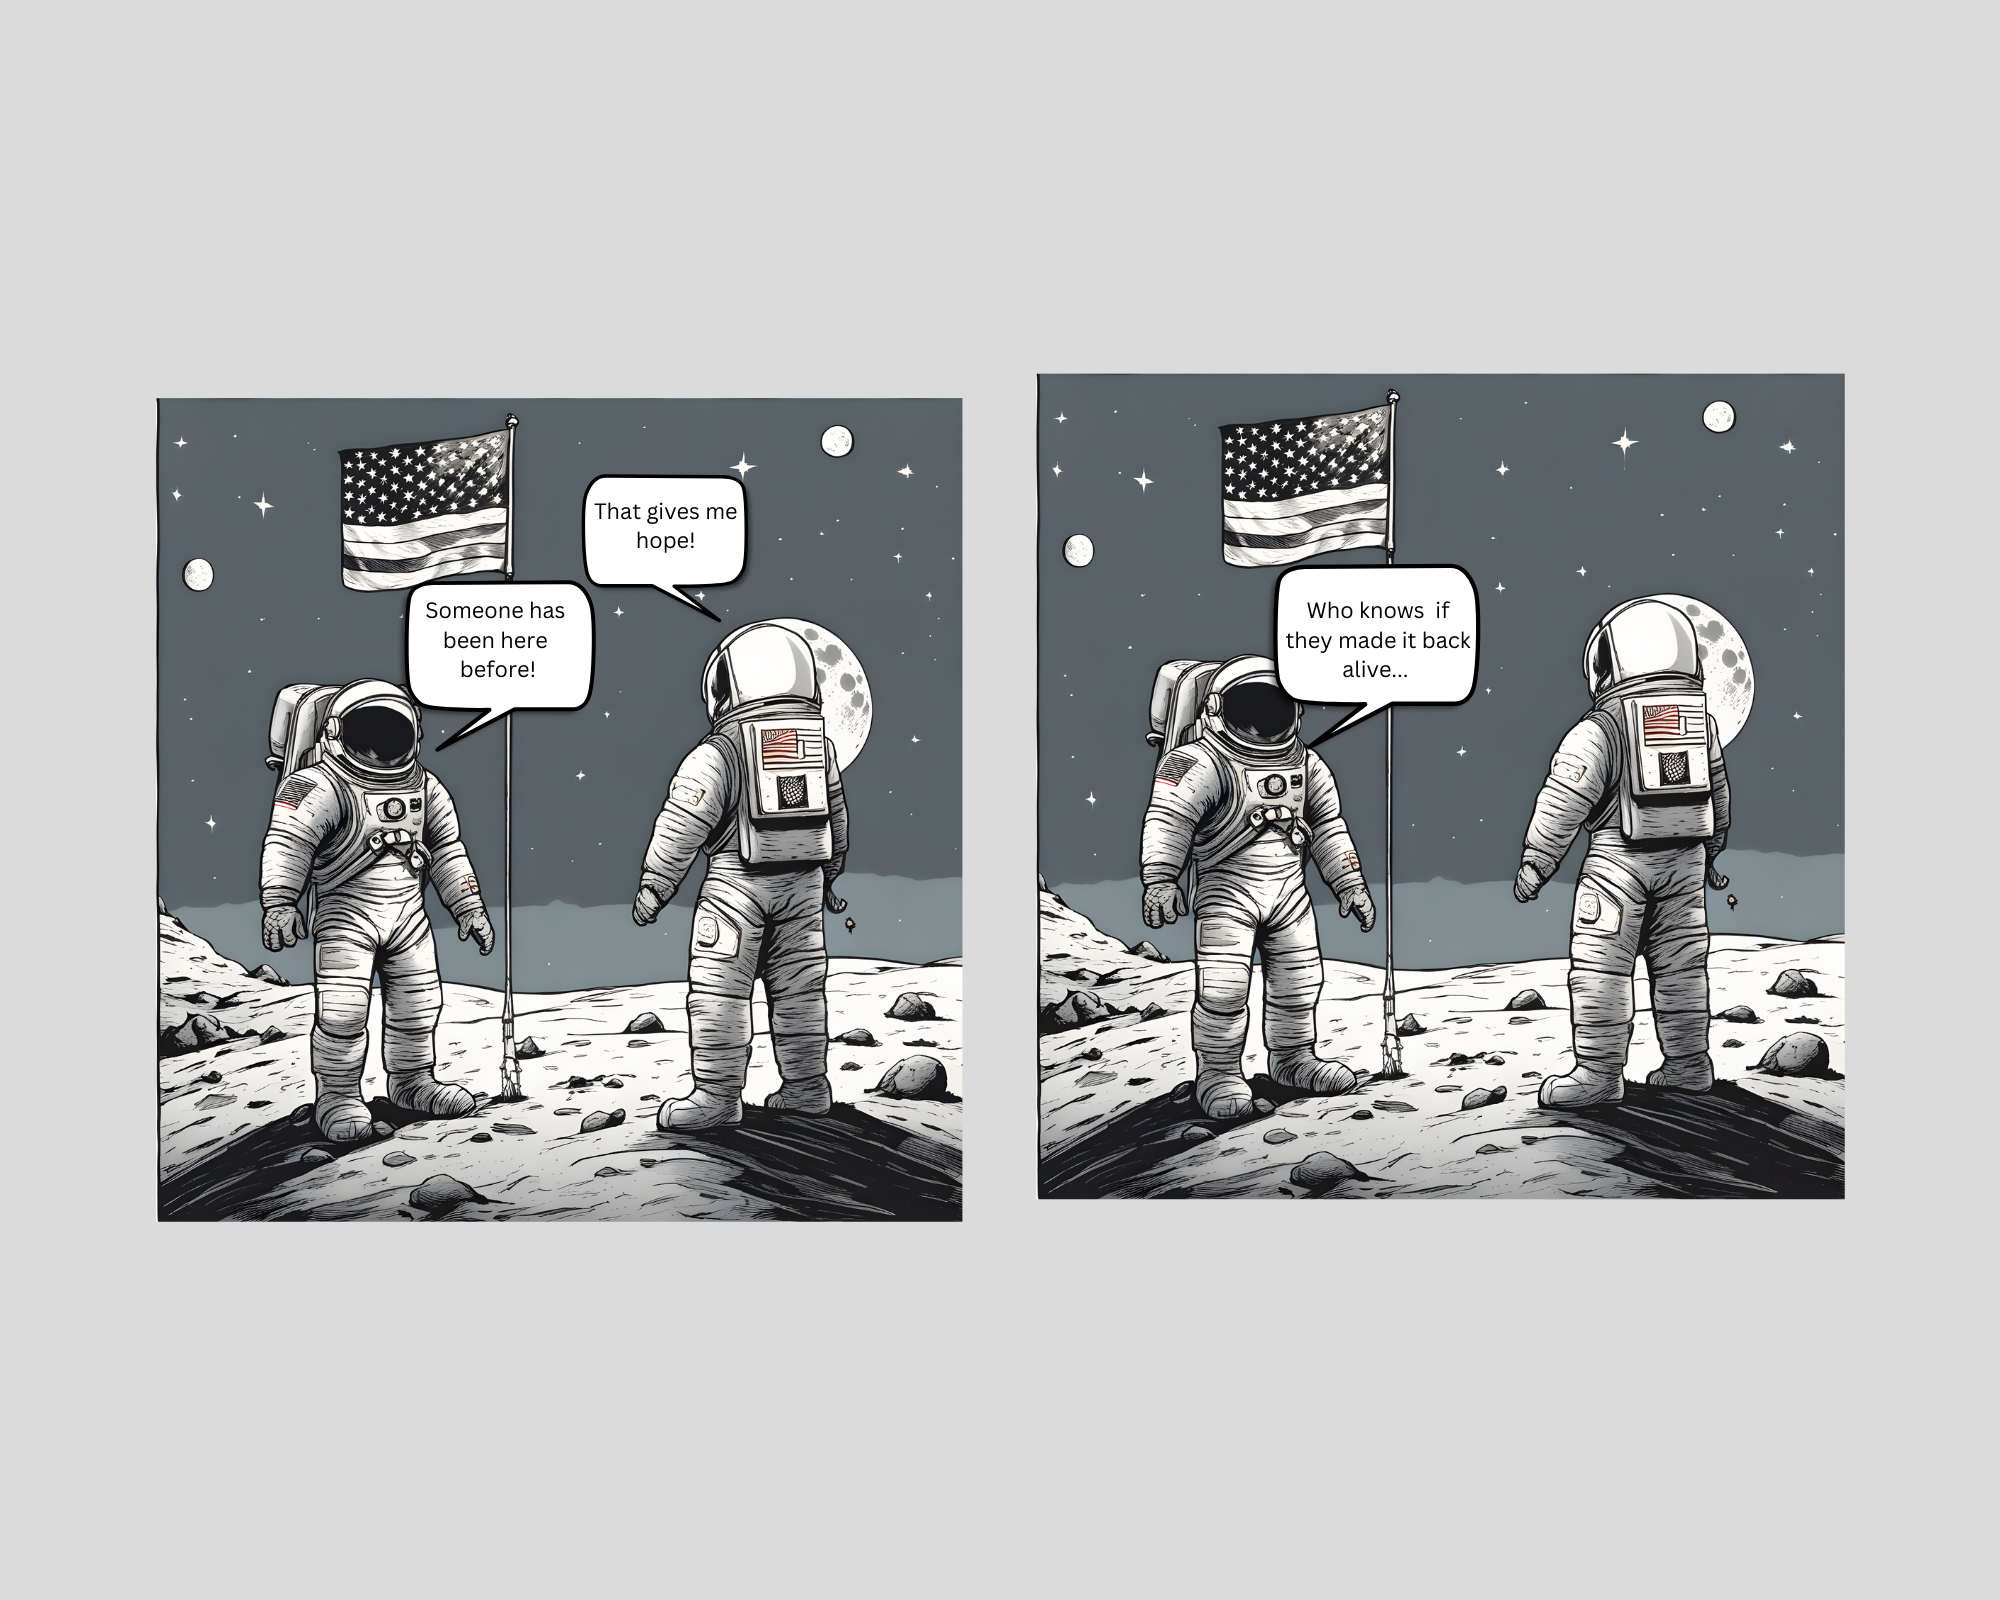 Someone has
been here
before!
That gives me
hope!
Who knows  if
they made it back
alive...